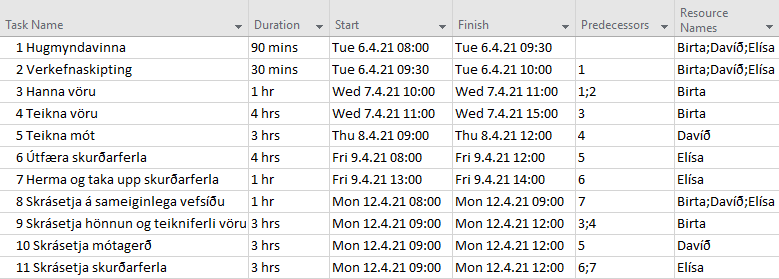 Task Name Duration Start Finish Predecessors Resource Names
1 Hugmyndavinna 90 mins Tue 6.4.21 08:00 Tue 6.4.21 09:30 Birta;Davíð;Elísa
2 Verkefnaskipting 30 mins Tue 6.4.21 09:30 Tue 6.4.21 10:00 1 Birta;Davíð;Elísa
3 Hanna vöru 1 hr Wed 7.4.21 10:00 Wed 7.4.21 11:00 1;2 Birta
4 Teikna vöru 4 hrs Wed 7.4.21 11:00 Wed 7.4.21 15:00 3 Birta
5 Teikna mót 3 hrs Thu 8.4.21 09:00 Thu 8.4.21 12:00 4 Davíð
6 Útfæra skurðarferla 4 hrs Fri 9.4.21 08:00 Fri 9.4.21 12:00 5 Elísa
7 Herma og taka upp skurðarferla 1 hr Fri 9.4.21 13:00 Fri 9.4.21 14:00 6 Elísa
8 Skrásetja á sameiginlega vefsíðu 1 hr Mon 12.4.21 08:00 Mon 12.4.21 09:00 7 Birta;Davíð;Elísa
9 Skrásetja hönnun og teikniferli vöru 3 hrs Mon 12.4.21 09:00 Mon 12.4.21 12:00 3;4 Birta
10 Skrásetja mótagerð 3 hrs Mon 12.4.21 09:00 Mon 12.4.21 12:00 5 Davíð
11 Skrásetja skurðarferla 3 hrs Mon 12.4.21 09:00 Mon 12.4.21 12:00 6;7 Elísa